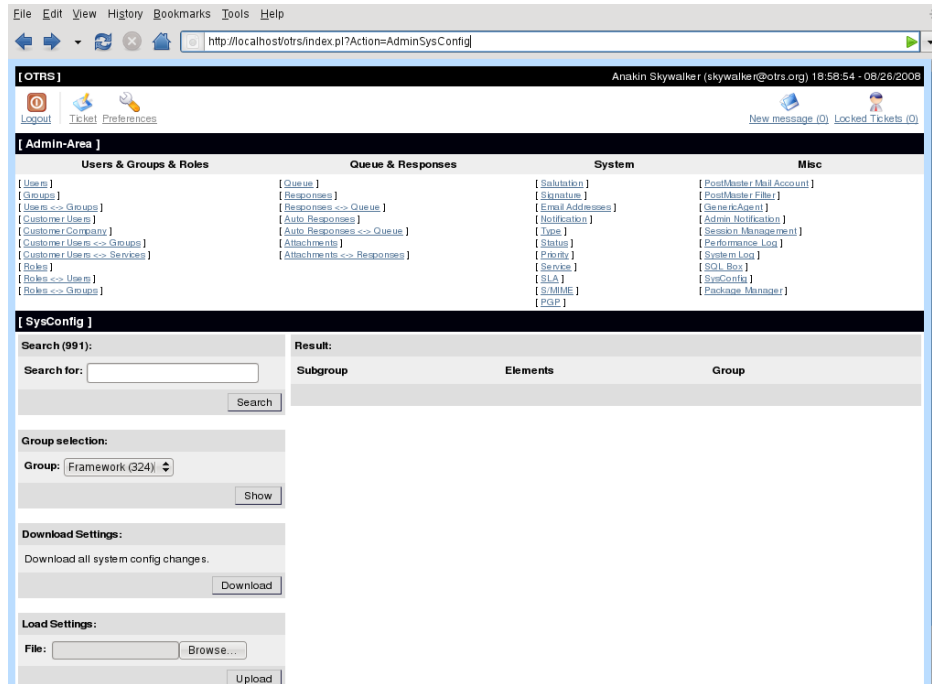 File Edit View History Bookmarks Tools Help
http://localhost/otrs/index.pl?Action=AdminSysConfig
[ OTRS ] Anakin Skywalker (skywalker@otrs.org) 18:58:54 - 08/26/2008
Logout Ticket Preferences New message (0) Locked Tickets (0)
[ Admin-Area ]
Users & Groups & Roles Queue & Responses System Misc
[ Users ] [ Queue ] [ Salutation ] [ PostMaster Mail Account ]
[ Groups ] [ Responses ] [ Signature ] [ PostMaster Filter ]
[ Users <-> Groups ] [ Responses <-> Queue ] [ Email Addresses ] [ GenericAgent ]
[ Customer Users ] [ Auto Responses ] [ Notification ] [ Admin Notification ]
[ Customer Company ] [ Auto Responses <-> Queue ] [ Type ] [ Session Management ]
[ Customer Users <-> Groups ] [ Attachments ] [ Status ] [ Performance Log ]
[ Customer Users <-> Services ] [ Attachments <-> Responses ] [ Priority ] [ System Log ]
[ Roles ] [ Service ] [ SQL Box ]
[ Roles <-> Users ] [ SLA ] [ SysConfig ]
[ Roles <-> Groups ] [ S/MIME ] [ Package Manager ]
[ PGP ]
[ SysConfig ]
Search (991): Result:
Search for: Subgroup Elements Group
Search
Group selection:
Group: Framework (324)
Show
Download Settings:
Download all system config changes.
Download
Load Settings:
File: Browse...
Upload